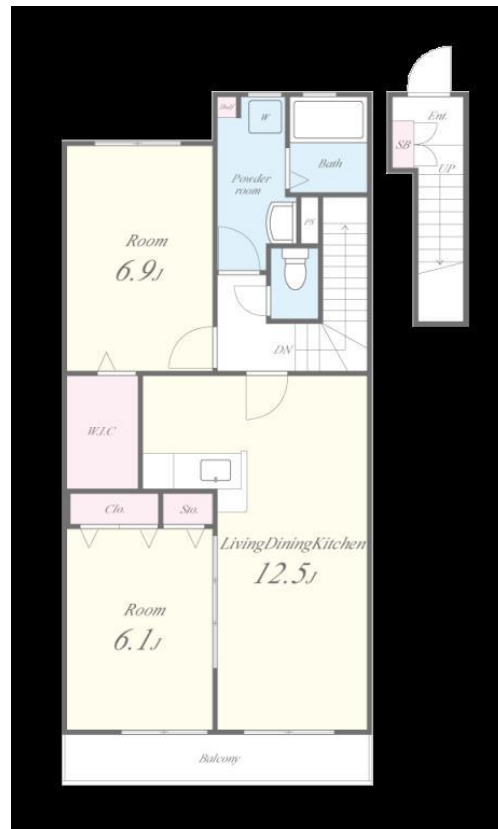 Ent.
SB
UP
Shelf
W
Bath
Powder
room
PS
Room
6.9J
DN
W.I.C
Clo.
Sto.
LivingDiningKitchen
12.5J
Room
6.1J
Balcony